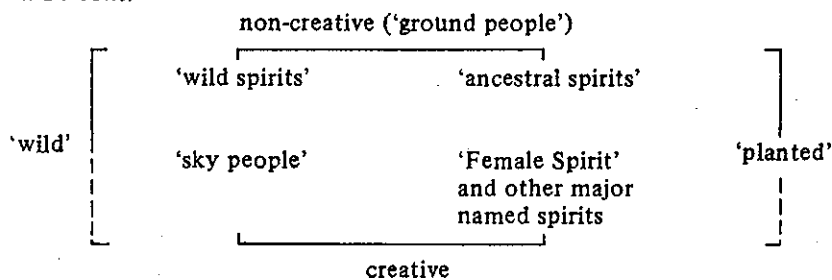 non-creative (‘ground people’)
‘wild spirits’ ‘ancestral spirits’
‘wild’ ‘sky people’ ‘Female Spirit’ ‘planted’
and other major
named spirits
creative